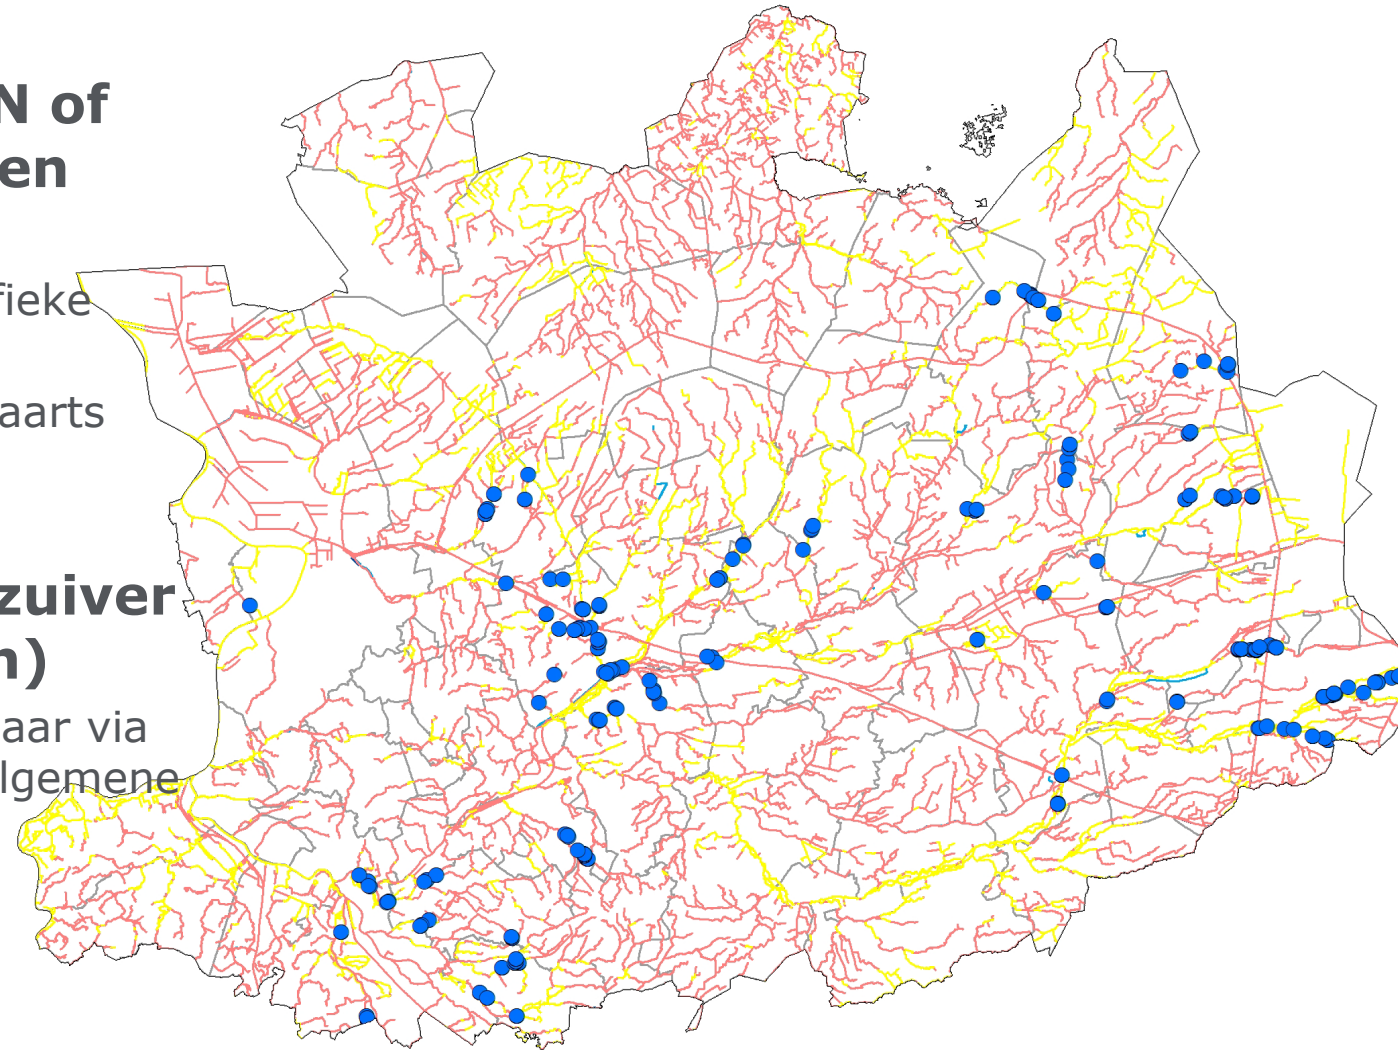 N of
en
fieke
aarts
zuiver
n)
aar via
lgemene